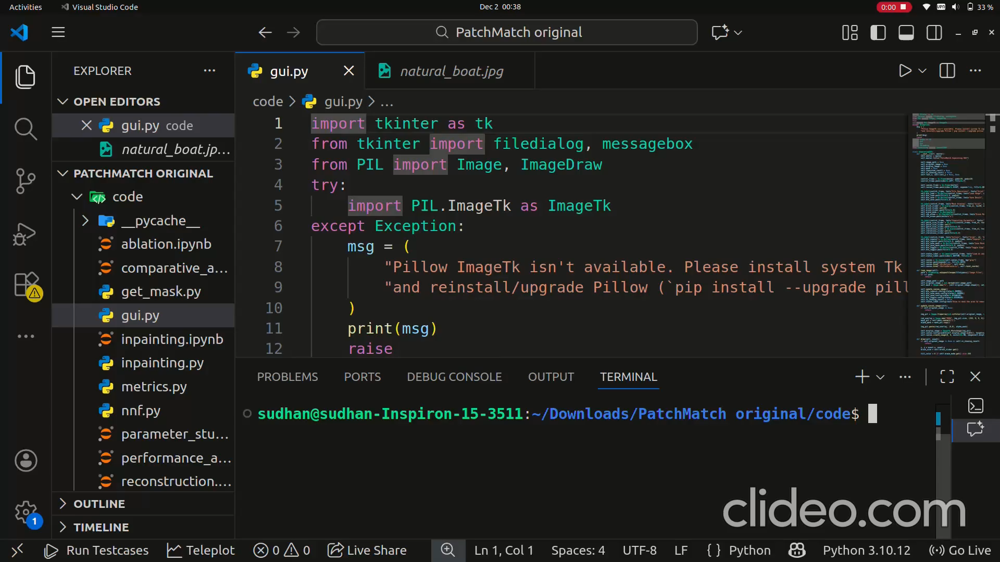 Activities
Visual Studio Code
Dec 2 00:38
0:00
VPN
33 %
PatchMatch original
EXPLORER
OPEN EDITORS
gui.py code
natural_boat.jp...
PATCHMATCH ORIGINAL
code
__pycache__
ablation.ipynb
comparative_a...
get_mask.py
gui.py
inpainting.ipynb
inpainting.py
metrics.py
nnf.py
parameter_stu...
performance_a...
reconstruction....
OUTLINE
TIMELINE
1
gui.py
natural_boat.jpg
code > gui.py > ...
1 import tkinter as tk
2 from tkinter import filedialog, messagebox
3 from PIL import Image, ImageDraw
4 try:
5 import PIL.ImageTk as ImageTk
6 except Exception:
7 msg = (
8 "Pillow ImageTk isn't available. Please install system Tk
9 "and reinstall/upgrade Pillow (`pip install --upgrade pill
10 )
11 print(msg)
12 raise
PROBLEMS PORTS DEBUG CONSOLE OUTPUT TERMINAL
sudhan@sudhan-Inspiron-15-3511:~/Downloads/PatchMatch original/code$
clideo.com
Run Testcases Teleplot 0 0 Live Share Ln 1, Col 1 Spaces: 4 UTF-8 LF { } Python Python 3.10.12 Go Live